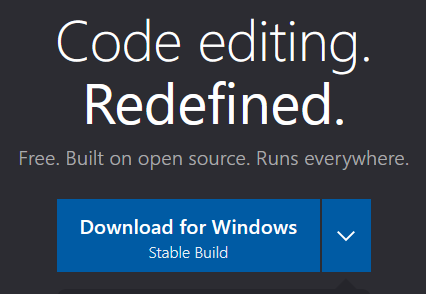 Code editing.
Redefined.
Free. Built on open source. Runs everywhere.
Download for Windows
Stable Build